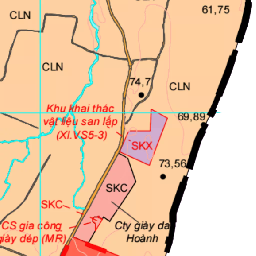 61,75
CLN
CLN
CLN
74,7
Khu khai thác
vật liệu san lấp
(XI.VS5-3)
69,897
SKX
73,56
SKC
SKC
CS gia công
giày dép (MR)
Cty giày da
Hoành